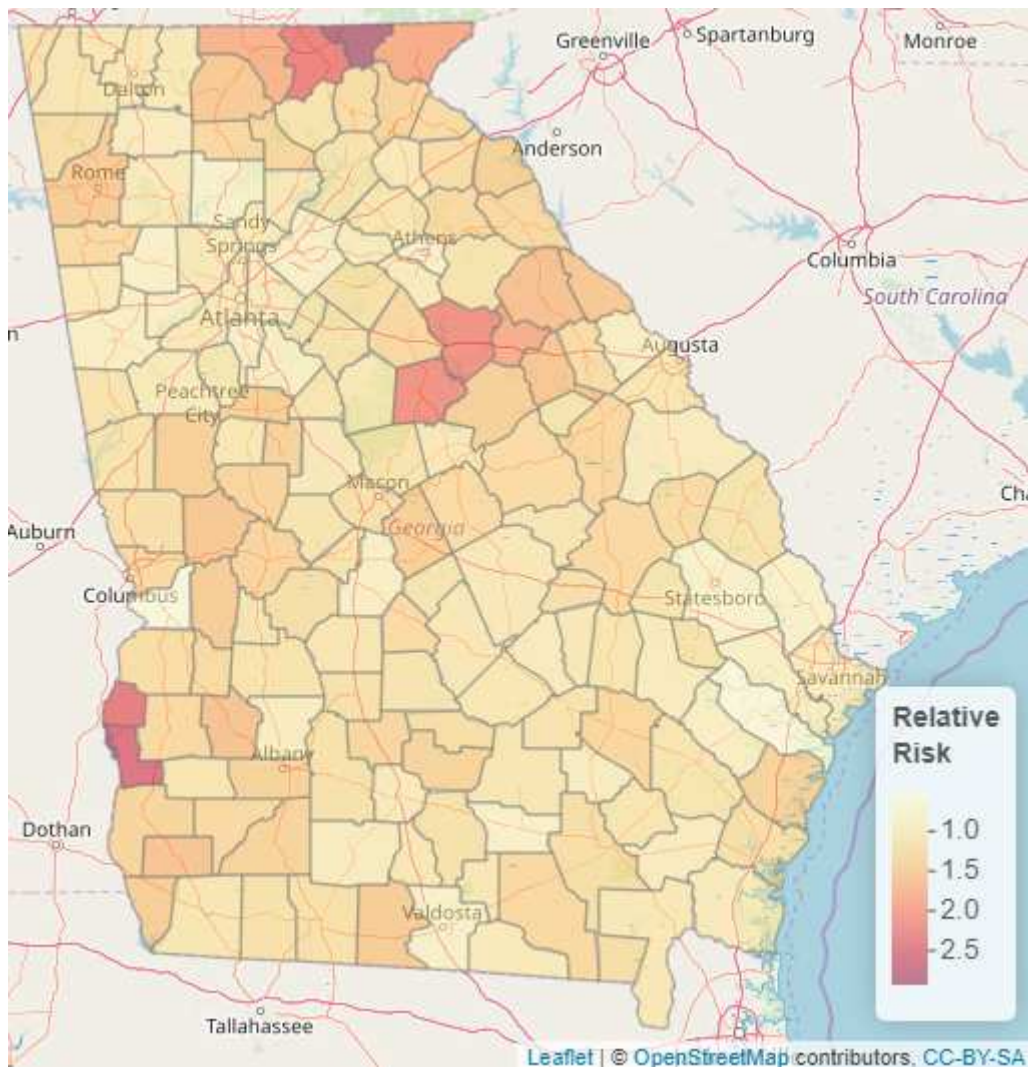 Greenville
Spartanburg
Monroe
Dalton
Anderson
Rome
Sandy
Springs
Athens
Columbia
South Carolina
Atlanta
n
Augusta
Peachtree
City
Macon
Cha
Georgia
Auburn
Columbus
Statesboro
Savannah
Relative
Risk
Albany
1.0
Dothan
1.5
2.0
Valdosta
2.5
Tallahassee
Leaflet | © OpenStreetMap contributors, CC-BY-SA